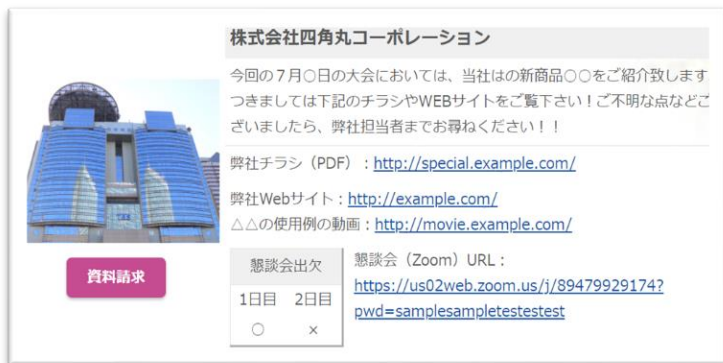 株式会社四角丸コーポレーション
今回の７月○日の大会においては、当社はの新商品○○をご紹介致します
つきましては下記のチラシやWEBサイトをご覧下さい！ご不明な点などご
ざいましたら、弊社担当者までお尋ねください！！
弊社チラシ（PDF）：http://special.example.com/
弊社Webサイト：http://example.com/
△△の使用例の動画：http://movie.example.com/
資料請求
懇談会出欠
1日目 2日目
○ ×
懇談会（Zoom）URL：
https://us02web.zoom.us/j/89479929174?
pwd=samplesampletestestest